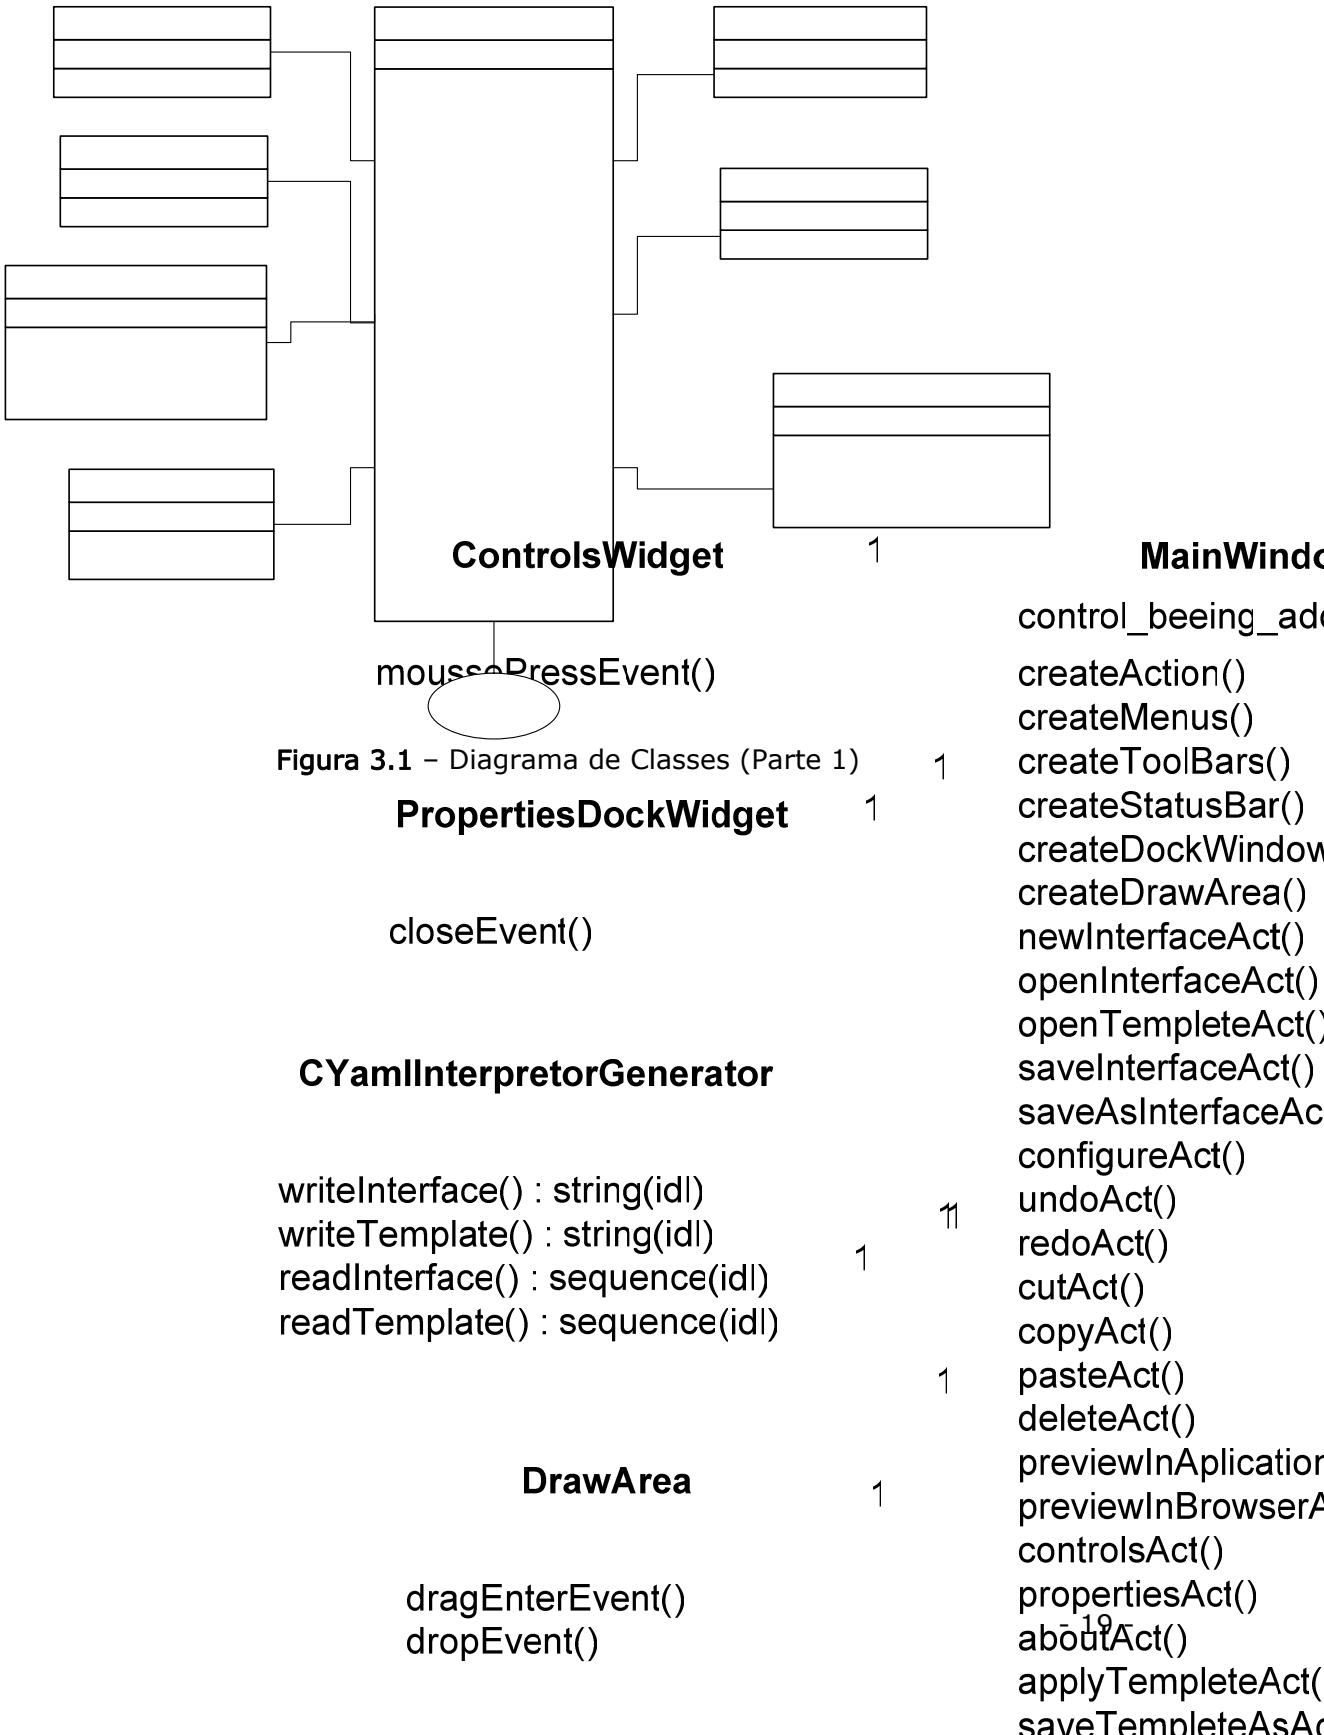 ControlsWidget
1
moussePressEvent()
Figura 3.1 – Diagrama de Classes (Parte 1)
1
PropertiesDockWidget
1
closeEvent()
CYamlInterpretorGenerator
writeInterface() : string(idl)
writeTemplate() : string(idl)
readInterface() : sequence(idl)
readTemplate() : sequence(idl)
11
1
1
DrawArea
1
dragEnterEvent()
dropEvent()
MainWindo
control_beeing_add
createAction()
createMenus()
createToolBars()
createStatusBar()
createDockWindow
createDrawArea()
newInterfaceAct()
openInterfaceAct()
openTempleteAct()
saveInterfaceAct()
saveAsInterfaceAc
configureAct()
undoAct()
redoAct()
cutAct()
copyAct()
pasteAct()
deleteAct()
previewInAplication
previewInBrowserA
controlsAct()
propertiesAct()
- 19 -
aboutAct()
applyTempleteAct(
saveTempleteAsAc